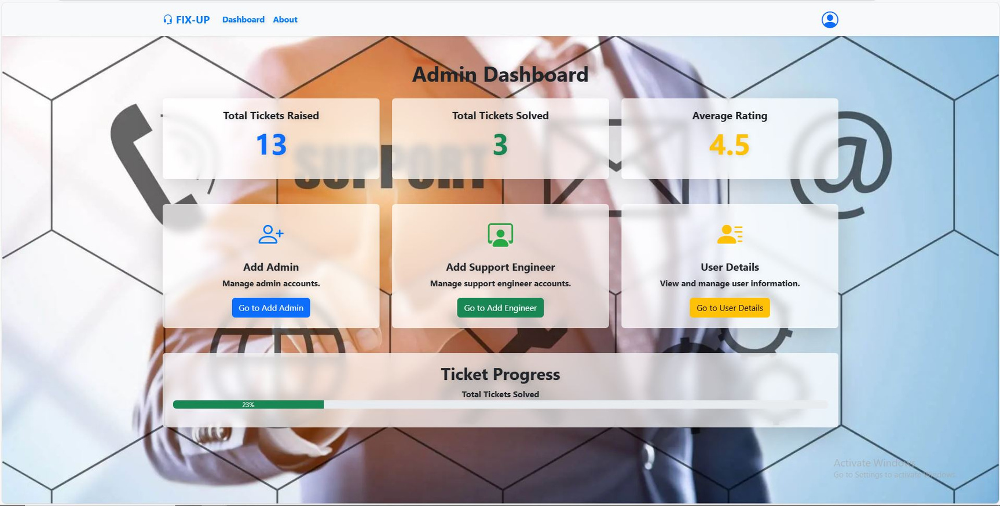 FIX-UP Dashboard About
Admin Dashboard
Total Tickets Raised
13
Total Tickets Solved
3
Average Rating
4.5
SUPPORT
@
Add Admin
Manage admin accounts.
Go to Add Admin
Add Support Engineer
Manage support engineer accounts.
Go to Add Engineer
User Details
View and manage user information.
Go to User Details
Ticket Progress
Total Tickets Solved
23%
Activate Windows
Go to Settings to activate Windows.